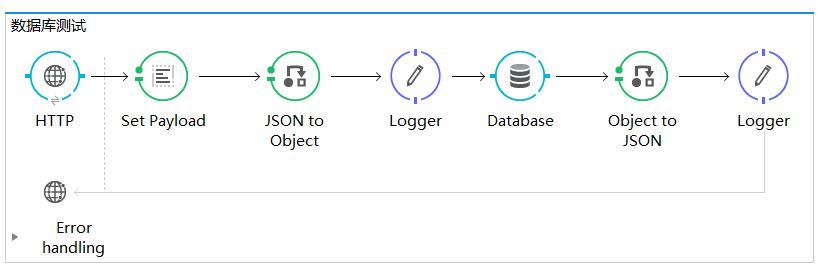 数据库测试
HTTP
Set Payload
JSON to
Object
Logger
Database
Object to
JSON
Logger
Error
handling